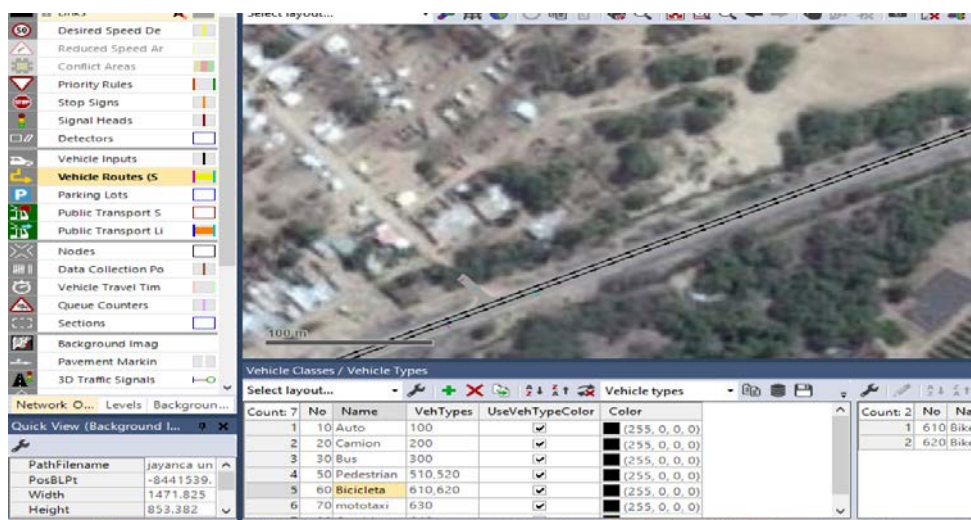 Links
Select layout...
Desired Speed De
Reduced Speed Ar
Conflict Areas
Priority Rules
Stop Signs
Signal Heads
Detectors
Vehicle Inputs
Vehicle Routes (S
Parking Lots
Public Transport S
Public Transport Li
Nodes
Data Collection Po
Vehicle Travel Tim
Queue Counters
Sections
Background Imag
Pavement Markin
3D Traffic Signals
Network O... Levels Backgroun...
Quick View (Background I...
PathFilename jayanca un
PosBLPt -8441539.
Width 1471.825
Height 853.382
100 m
Vehicle Classes / Vehicle Types
Select layout... Vehicle types
Count: 7 No Name VehTypes UseVehTypeColor Color
1 10 Auto 100 (255, 0, 0, 0)
2 20 Camion 200 (255, 0, 0, 0)
3 30 Bus 300 (255, 0, 0, 0)
4 50 Pedestrian 510,520 (255, 0, 0, 0)
5 60 Bicicleta 610,620 (255, 0, 0, 0)
6 70 mototaxi 630 (255, 0, 0, 0)
Count: 2 No Na
1 610 Bike
2 620 Bike